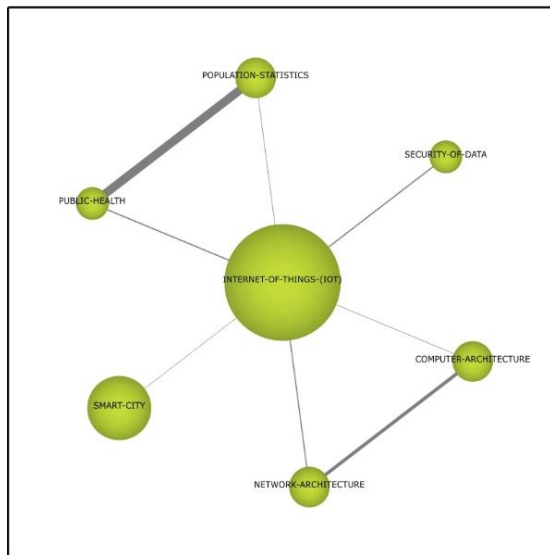 POPULATION-STATISTICS
SECURITY-OF-DATA
PUBLIC-HEALTH
INTERNET-OF-THINGS-(IOT)
COMPUTER-ARCHITECTURE
SMART-CITY
NETWORK-ARCHITECTURE